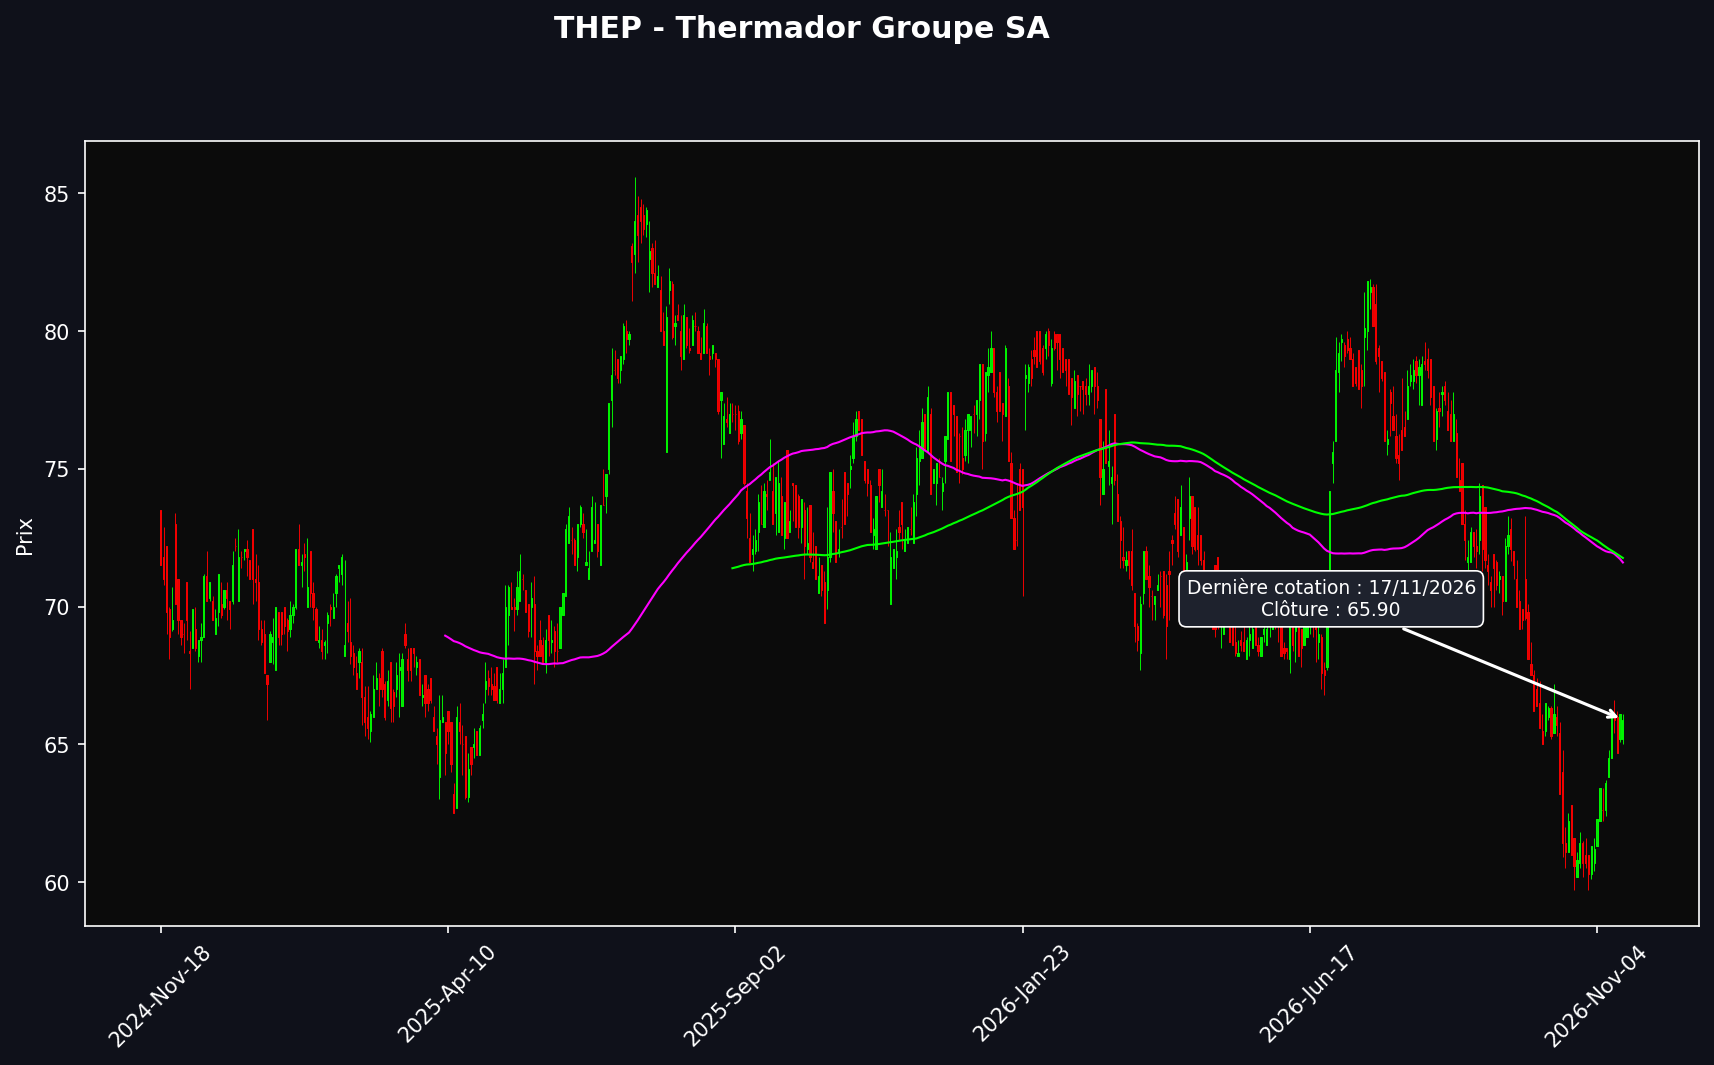 THEP - Thermador Groupe SA
Prix
85
80
75
70
65
60
Dernière cotation : 17/11/2026
Clôture : 65.90
2024-Nov-18
2025-Apr-10
2025-Sep-02
2026-Jan-23
2026-Jun-17
2026-Nov-04